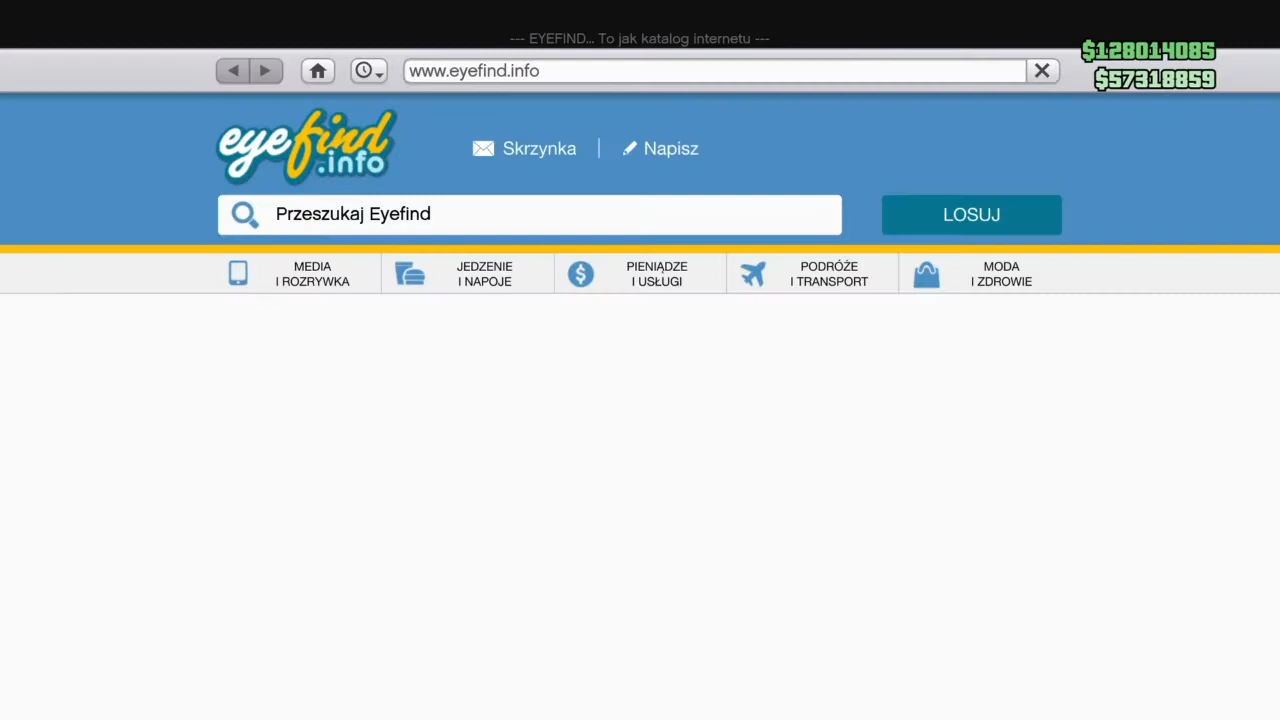 --- EYEFIND... To jak katalog internetu ---
$128014085
www.eyefind.info
$57318859
eyefind
.info
Skrzynka
Napisz
Przeszukaj Eyefind
LOSUJ
MEDIA
I ROZRYWKA
JEDZENIE
I NAPOJE
PIENIĄDZE
I USŁUGI
PODRÓŻE
I TRANSPORT
MODA
I ZDROWIE